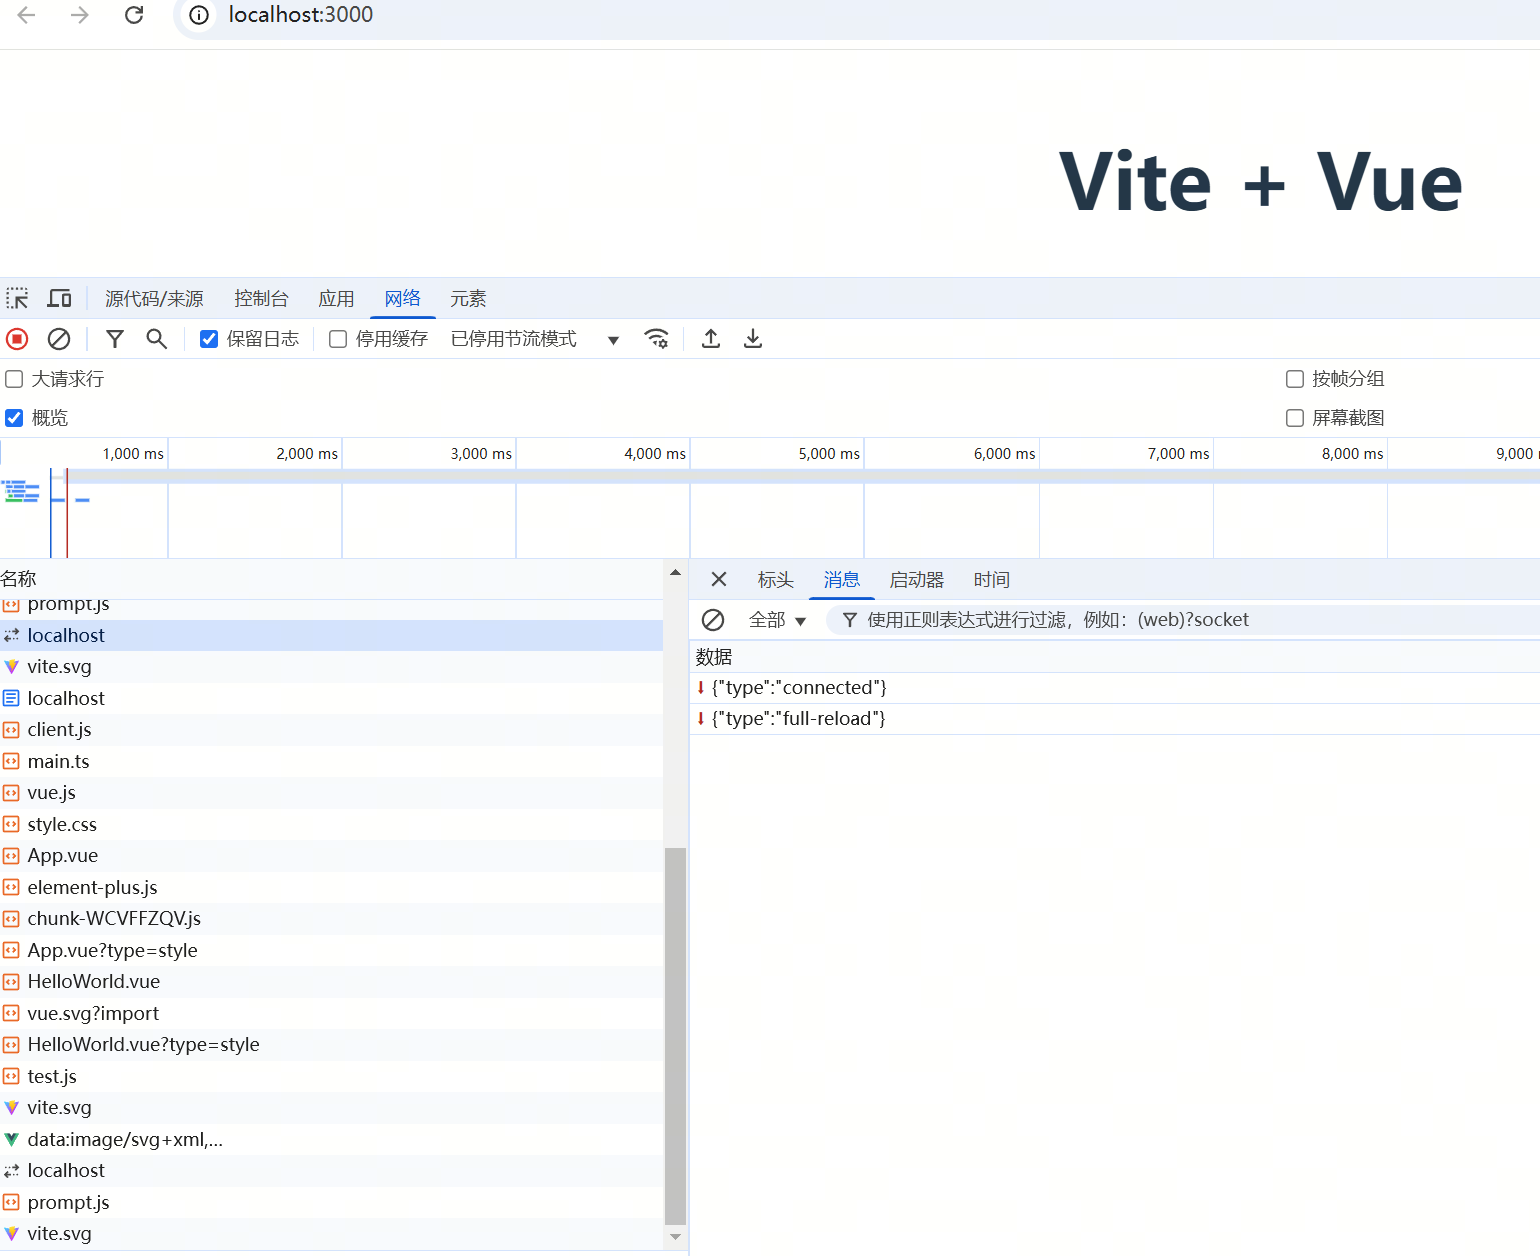 localhost:3000
Vite + Vue
源代码/来源 控制台 应用 网络 元素
保留日志 停用缓存 已停用节流模式
大请求行 按帧分组
概览 屏幕截图
1,000 ms 2,000 ms 3,000 ms 4,000 ms 5,000 ms 6,000 ms 7,000 ms 8,000 ms 9,000
名称
prompt.js
localhost
vite.svg
localhost
client.js
main.ts
vue.js
style.css
App.vue
element-plus.js
chunk-WCVFFZQV.js
App.vue?type=style
HelloWorld.vue
vue.svg?import
HelloWorld.vue?type=style
test.js
vite.svg
data:image/svg+xml,...
localhost
prompt.js
vite.svg
标头 消息 启动器 时间
全部 使用正则表达式进行过滤，例如：(web)?socket
数据
{"type":"connected"}
{"type":"full-reload"}